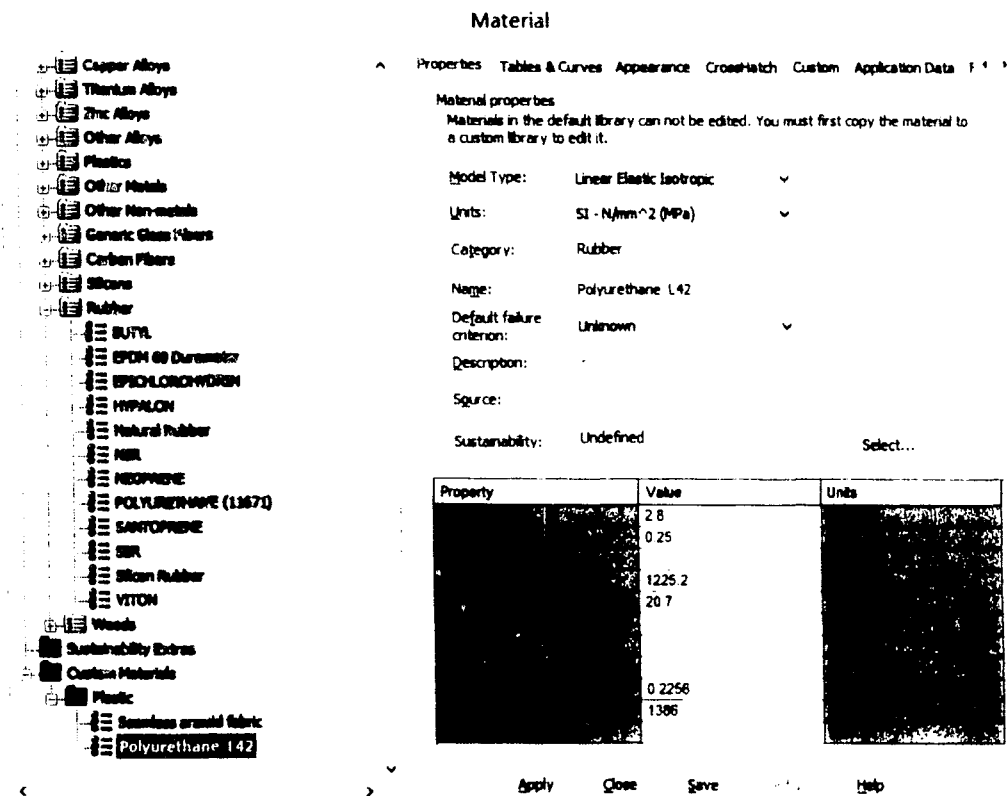 Material
Copper Alloys
Titanium Alloys
Zinc Alloys
Other Alloys
Plastics
Other Metals
Other Non-metals
Generic Glass Fibers
Carbon Fibers
Silicons
Rubber
BUTYL
EPDM 60 Durometer
EPICHLOROHYDRIN
HYPALON
Natural Rubber
NBR
NEOPRENE
POLYURETHANE (11671)
SANTOPRENE
SBR
Silicon Rubber
VITON
Woods
Sustainability Extras
Custom Materials
Plastic
Seamless aramid fabric
Polyurethane L42
Properties Tables & Curves Appearance CrossHatch Custom Application Data
Material properties
Materials in the default library can not be edited. You must first copy the material to
a custom library to edit it.
Model Type: Linear Elastic Isotropic
Units: SI - N/mm^2 (MPa)
Category: Rubber
Name: Polyurethane L42
Default failure
criterion: Unknown
Description:
Source:
Sustainability: Undefined Select...
Property Value Units
2.8
0.25
1225.2
20.7
0.2256
1386
Apply Close Save Help